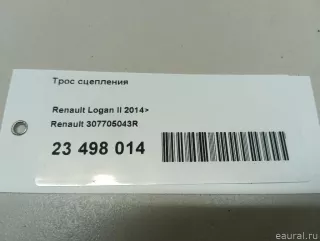 Трос сцепления
Renault Logan II 2014>
Renault 307705043R
23 498 014
eaural.ru